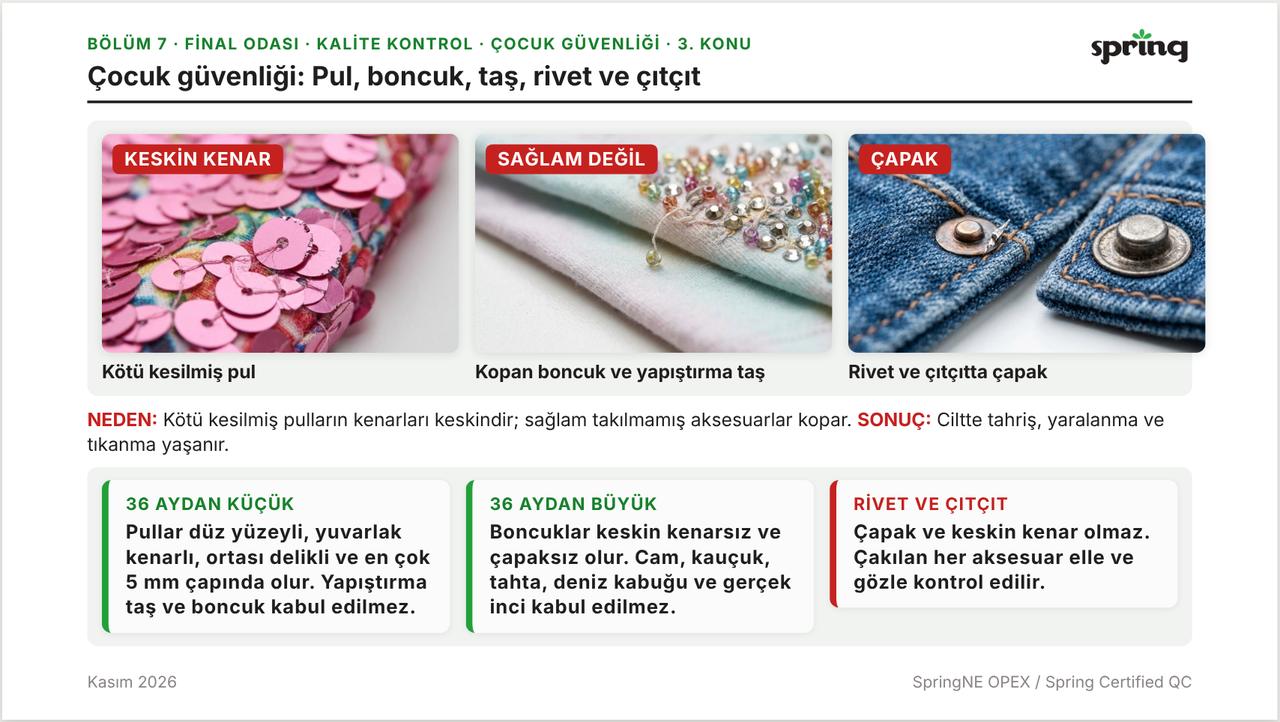 BÖLÜM 7 · FİNAL ODASI · KALİTE KONTROL · ÇOCUK GÜVENLİĞİ · 3. KONU
spring
Çocuk güvenliği: Pul, boncuk, taş, rivet ve çıtçıt
KESKİN KENAR
SAĞLAM DEĞİL
ÇAPAK
Kötü kesilmiş pul
Kopan boncuk ve yapıştırma taş
Rivet ve çıtçıtta çapak
NEDEN: Kötü kesilmiş pulların kenarları keskindir; sağlam takılmamış aksesuarlar kopar. SONUÇ: Ciltte tahriş, yaralanma ve
tıkanma yaşanır.
36 AYDAN KÜÇÜK
Pullar düz yüzeyli, yuvarlak
kenarlı, ortası delikli ve en çok
5 mm çapında olur. Yapıştırma
taş ve boncuk kabul edilmez.
36 AYDAN BÜYÜK
Boncuklar keskin kenarsız ve
çapaksız olur. Cam, kauçuk,
tahta, deniz kabuğu ve gerçek
inci kabul edilmez.
RİVET VE ÇITÇIT
Çapak ve keskin kenar olmaz.
Çakılan her aksesuar elle ve
gözle kontrol edilir.
Kasım 2026
SpringNE OPEX / Spring Certified QC